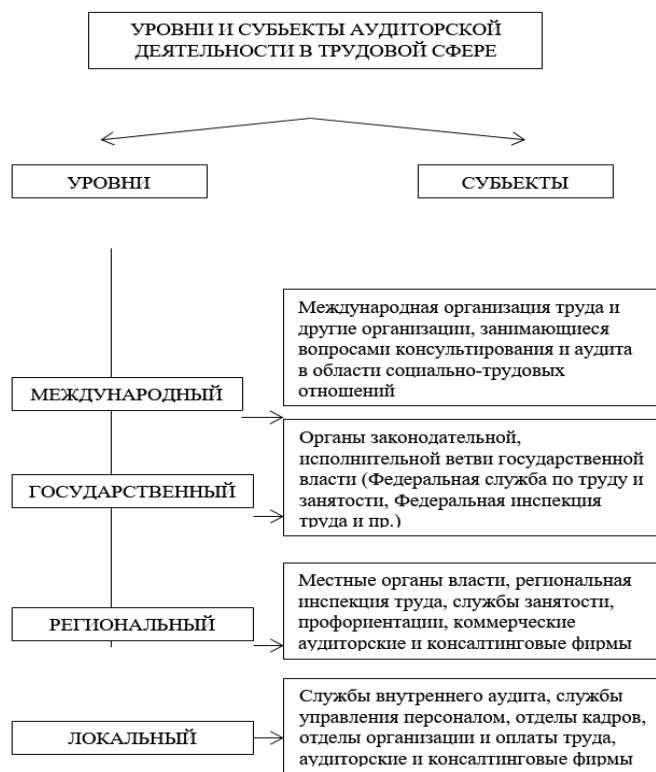 УРОВНИ И СУБЬЕКТЫ АУДИТОРСКОЙ
ДЕЯТЕЛЬНОСТИ В ТРУДОВОЙ СФЕРЕ
УРОВНИ
СУБЬЕКТЫ
Международная организация труда и
другие организации, занимающиеся
вопросами консультирования и аудита
в области социально-трудовых
отношений
МЕЖДУНАРОДНЫЙ
Органы законодательной,
исполнительной ветви государственной
власти (Федеральная служба по труду и
занятости, Федеральная инспекция
труда и пр.)
ГОСУДАРСТВЕННЫЙ
Местные органы власти, региональная
инспекция труда, службы занятости,
профориентации, коммерческие
аудиторские и консалтинговые фирмы
РЕГИОНАЛЬНЫЙ
Службы внутреннего аудита, службы
управления персоналом, отделы кадров,
отделы организации и оплаты труда,
аудиторские и консалтинговые фирмы
ЛОКАЛЬНЫЙ